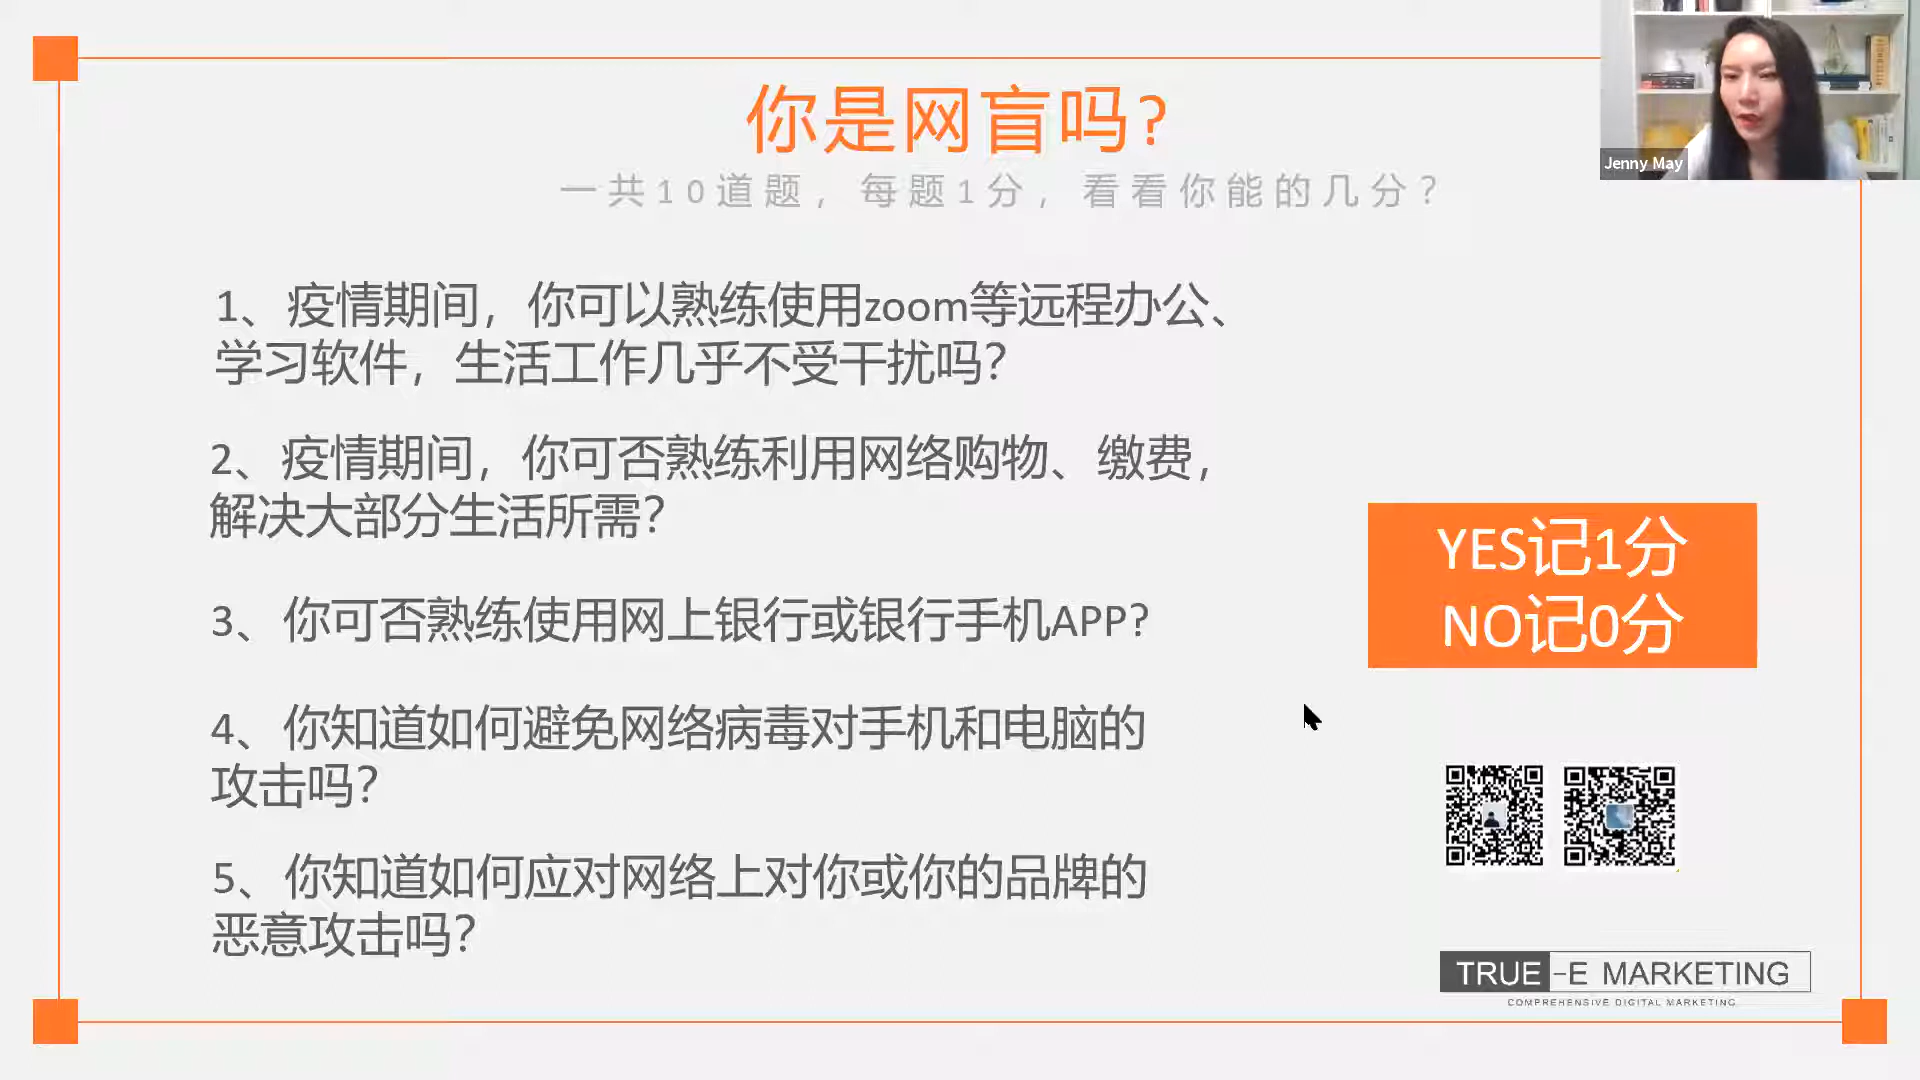 你是网盲吗?
一共10道题，每题1分，看看你能的几分？
Jenny May
1、疫情期间，你可以熟练使用zoom等远程办公、
学习软件，生活工作几乎不受干扰吗？
2、疫情期间，你可否熟练利用网络购物、缴费，
解决大部分生活所需？
3、你可否熟练使用网上银行或银行手机APP?
4、你知道如何避免网络病毒对手机和电脑的
攻击吗？
5、你知道如何应对网络上对你或你的品牌的
恶意攻击吗？
YES记1分
NO记0分
TRUE-E MARKETING
COMPREHENSIVE DIGITAL MARKETING